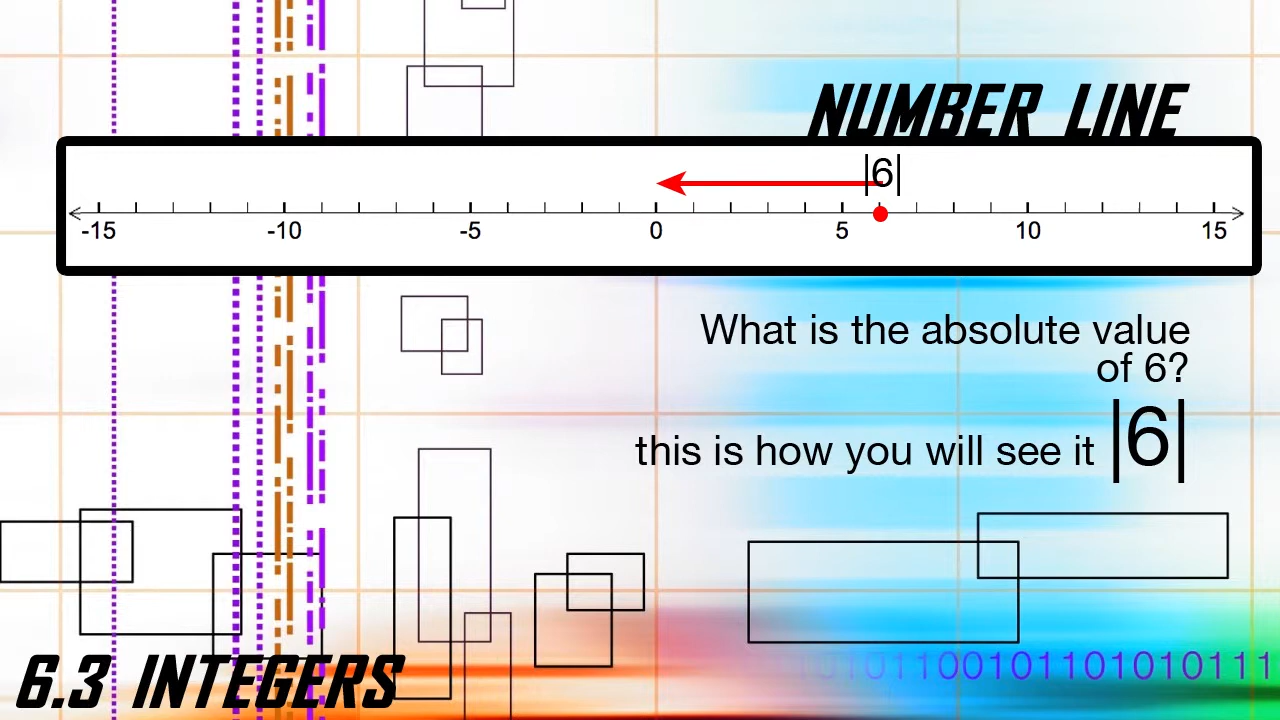 NUMBER LINE
|6|
-15 -10 -5 0 5 10 15
What is the absolute value
of 6?
this is how you will see it |6|
1100101101010111
6.3 INTEGERS